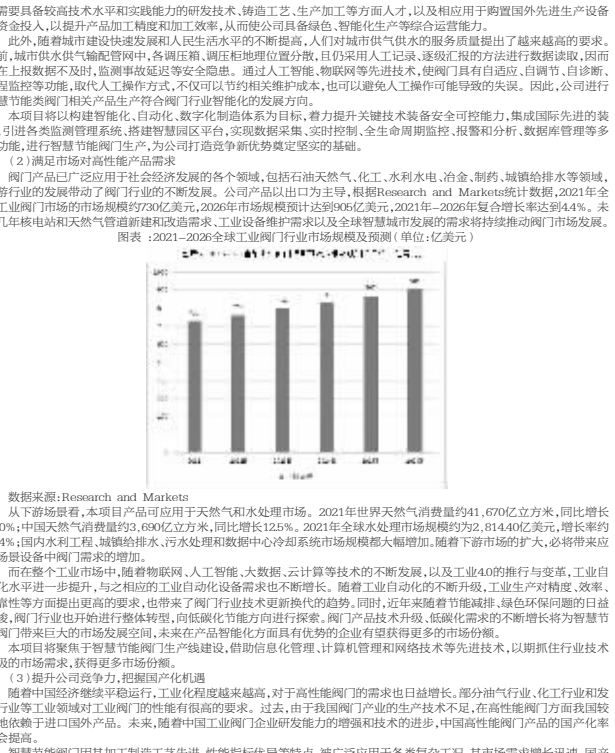 需要具备较高技术水平和实践能力的研发技术、铸造工艺、生产加工等方面人才,以及相应用于购置国外先进生产设备
资金投入,以提升产品加工精度和加工效率,从而使公司具备绿色、智能化生产等综合运营能力。
此外,随着城市建设快速发展和人民生活水平的不断提高,人们对城市供气供水的服务质量提出了越来越高的要求。
前,城市供水供气输配管网中,各调压箱、调压柜地理位置分散,且仍采用人工记录、逐级汇报的方法进行数据读取,因而
在上报数据不及时,监测事故延迟等安全隐患。通过人工智能、物联网等先进技术,使阀门具有自适应、自调节、自诊断、
程监控等功能,取代人工操作方式,不仅可以节约相关维护成本,也可以避免人工操作可能导致的失误。因此,公司进行
慧节能类阀门相关产品生产符合阀门行业智能化的发展方向。
本项目将以构建智能化、自动化、数字化制造体系为目标,着力提升关键技术装备安全可控能力,集成国际先进的装
,引进各类监测管理系统、搭建智慧园区平台,实现数据采集、实时控制、全生命周期监控、报警和分析、数据库管理等多
功能,进行智慧节能阀门生产,为公司打造竞争新优势奠定坚实的基础。
(2)满足市场对高性能产品需求
阀门产品已广泛应用于社会经济发展的各个领域,包括石油天然气、化工、水利水电、冶金、制药、城镇给排水等领域,
游行业的发展带动了阀门行业的不断发展。公司产品以出口为主导,根据Research and Markets统计数据,2021年全
工业阀门市场的市场规模约730亿美元,2026年市场规模预计达到905亿美元,2021年-2026年复合增长率达到4.4%。未
几年核电站和天然气管道新建和改造需求、工业设备维护需求以及全球智慧城市发展的需求将持续推动阀门市场发展。
图表 :2021-2026全球工业阀门行业市场规模及预测(单位:亿美元)
数据来源:Research and Markets
从下游场景看,本项目产品可应用于天然气和水处理市场。2021年世界天然气消费量约41,670亿立方米,同比增长
0%;中国天然气消费量约3,690亿立方米,同比增长12.5%。2021年全球水处理市场规模约为2,814.40亿美元,增长率约
4%;国内水利工程、城镇给排水、污水处理和数据中心冷却系统市场规模都大幅增加。随着下游市场的扩大,必将带来应
场景设备中阀门需求的增加。
而在整个工业市场中,随着物联网、人工智能、大数据、云计算等技术的不断发展,以及工业4.0的推行与变革,工业自
化水平进一步提升,与之相应的工业自动化设备需求也不断增长。随着工业自动化的不断升级,工业生产对精度、效率、
靠性等方面提出更高的要求,也带来了阀门行业技术更新换代的趋势。同时,近年来随着节能减排、绿色环保问题的日益
峻,阀门行业也开始进行整体转型,向低碳化节能方向进行探索。阀门产品技术升级、低碳化需求的不断增长将为智慧节
阀门带来巨大的市场发展空间,未来在产品智能化方面具有优势的企业有望获得更多的市场份额。
本项目将聚焦于智慧节能阀门生产线建设,借助信息化管理、计算机管理和网络技术等先进技术,以期抓住行业技术
级的市场需求,获得更多市场份额。
(3)提升公司竞争力,把握国产化机遇
随着中国经济继续平稳运行,工业化程度越来越高,对于高性能阀门的需求也日益增长。部分油气行业、化工行业和发
行业等工业领域对工业阀门的性能有很高的要求。过去,由于我国阀门产业的生产技术不足,在高性能阀门方面我国较
地依赖于进口国外产品。未来,随着中国工业阀门企业研发能力的增强和技术的进步,中国高性能阀门产品的国产化率
会提高。
智慧节能阀门因其加工制造工艺先进、性能指标优异等特点,被广泛应用于各类复杂工况,其市场需求增长迅速。国产